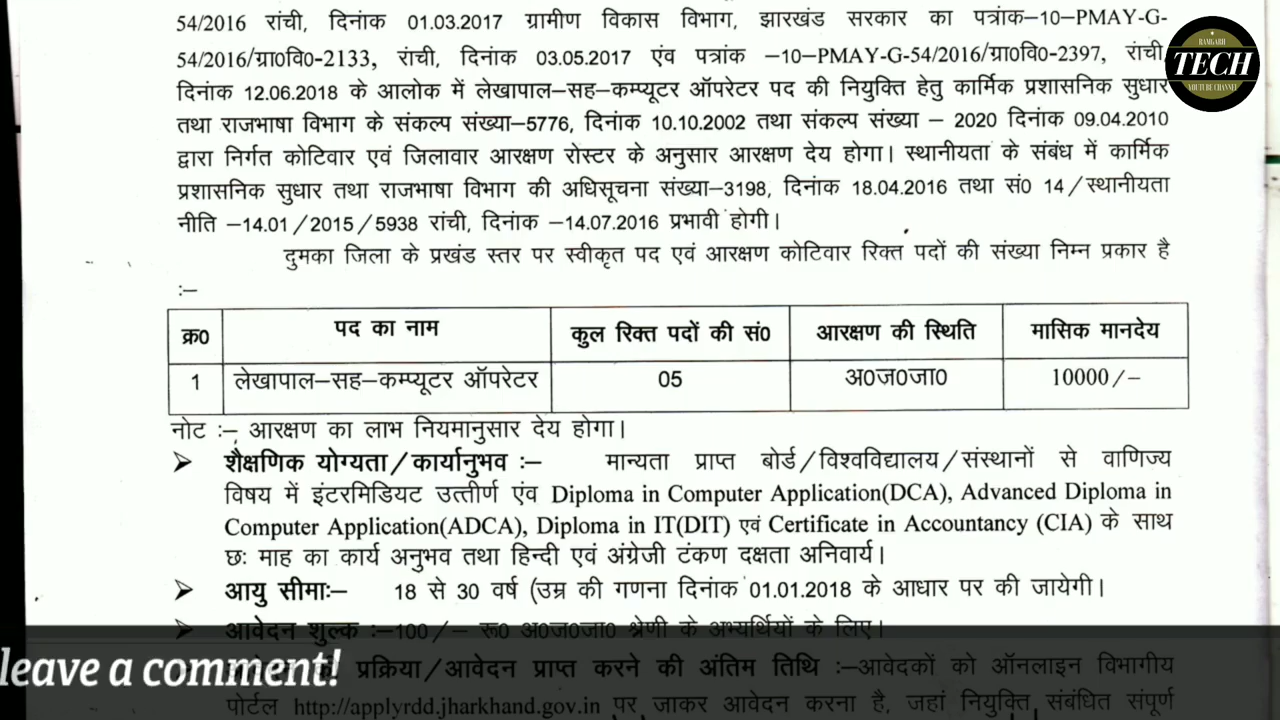 54/2016 रांची, दिनांक 01.03.2017 ग्रामीण विकास विभाग, झारखंड सरकार का पत्रांक–10–PMAY-G-
54/2016/ग्रा0वि0-2133, रांची, दिनांक 03.05.2017 एंव पत्रांक –10–PMAY-G-54/2016/ग्रा0वि0-2397, रांची,
दिनांक 12.06.2018 के आलोक में लेखापाल–सह–कम्प्यूटर ऑपरेटर पद की नियुक्ति हेतु कार्मिक प्रशासनिक सुधार
तथा राजभाषा विभाग के संकल्प संख्या–5776, दिनांक 10.10.2002 तथा संकल्प संख्या – 2020 दिनांक 09.04.2010
द्वारा निर्गत कोटिवार एवं जिलावार आरक्षण रोस्टर के अनुसार आरक्षण देय होगा। स्थानीयता के संबंध में कार्मिक
प्रशासनिक सुधार तथा राजभाषा विभाग की अधिसूचना संख्या–3198, दिनांक 18.04.2016 तथा सं0 14/स्थानीयता
नीति –14.01/2015/5938 रांची, दिनांक –14.07.2016 प्रभावी होगी।
दुमका जिला के प्रखंड स्तर पर स्वीकृत पद एवं आरक्षण कोटिवार रिक्त पदों की संख्या निम्न प्रकार है
:–
क्र0 पद का नाम कुल रिक्त पदों की सं0 आरक्षण की स्थिति मासिक मानदेय
1 लेखापाल–सह–कम्प्यूटर ऑपरेटर 05 अ0ज0जा0 10000/–
नोट :– आरक्षण का लाभ नियमानुसार देय होगा।
➢ शैक्षणिक योग्यता/कार्यानुभव :– मान्यता प्राप्त बोर्ड/विश्वविद्यालय/संस्थानों से वाणिज्य
विषय में इंटरमिडियट उत्तीर्ण एंव Diploma in Computer Application(DCA), Advanced Diploma in
Computer Application(ADCA), Diploma in IT(DIT) एवं Certificate in Accountancy (CIA) के साथ
छः माह का कार्य अनुभव तथा हिन्दी एवं अंग्रेजी टंकण दक्षता अनिवार्य।
➢ आयु सीमाः– 18 से 30 वर्ष (उम्र की गणना दिनांक 01.01.2018 के आधार पर की जायेगी।
➢ आवेदन शुल्क :–100/– रू0 अ0ज0जा0 श्रेणी के अभ्यर्थियों के लिए।
की प्रक्रिया/आवेदन प्राप्त करने की अंतिम तिथि :–आवेदकों को ऑनलाइन विभागीय
पोर्टल http://applyrdd.jharkhand.gov.in पर जाकर आवेदन करना है, जहां नियुक्ति संबंधित संपूर्ण
leave a comment!
RAMGARH
TECH
YOUTUBE CHANNEL